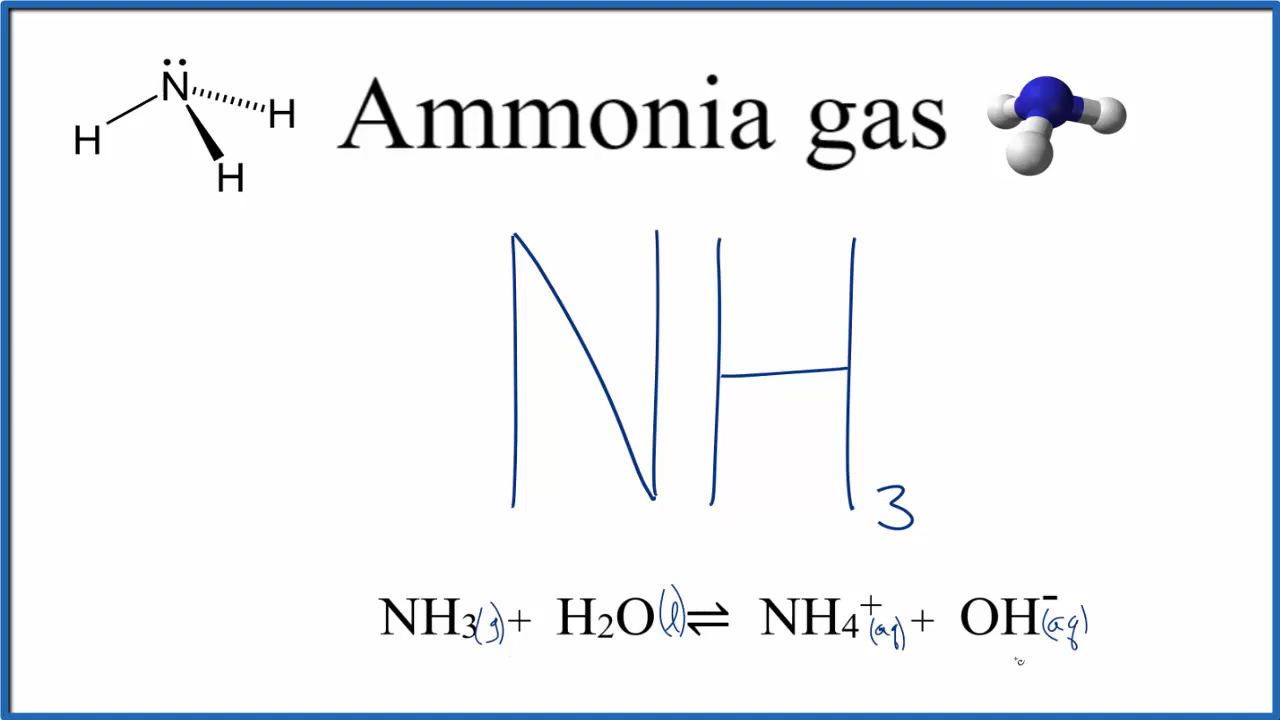 N H H H Ammonia gas
NH₃
NH₃(g) + H₂O(l) ⇌ NH₄⁺(aq) + OH⁻(aq)